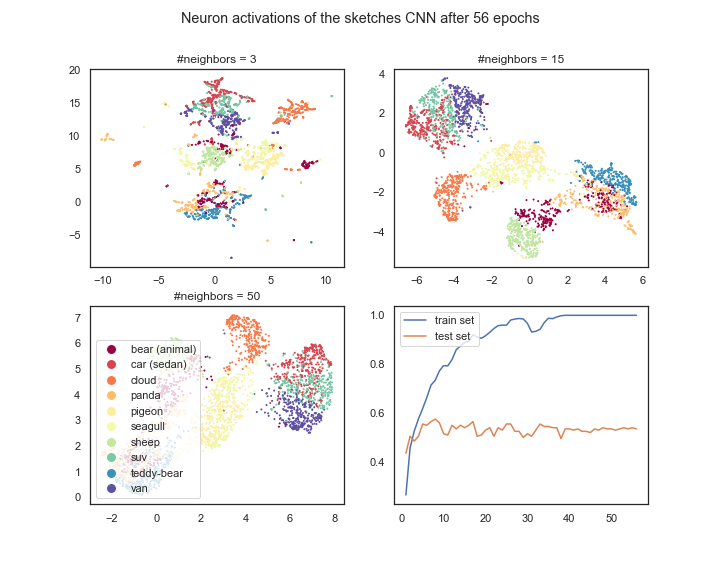 Neuron activations of the sketches CNN after 56 epochs
#neighbors = 3
20
15
10
5
0
−5
−10
−5
0
5
10
#neighbors = 15
4
2
0
−2
−4
−6
−4
−2
0
2
4
6
#neighbors = 50
7
6
5
4
3
2
1
0
bear (animal)
car (sedan)
cloud
panda
pigeon
seagull
sheep
suv
teddy-bear
van
−2
0
2
4
6
8
train set
test set
1.0
0.8
0.6
0.4
0
10
20
30
40
50